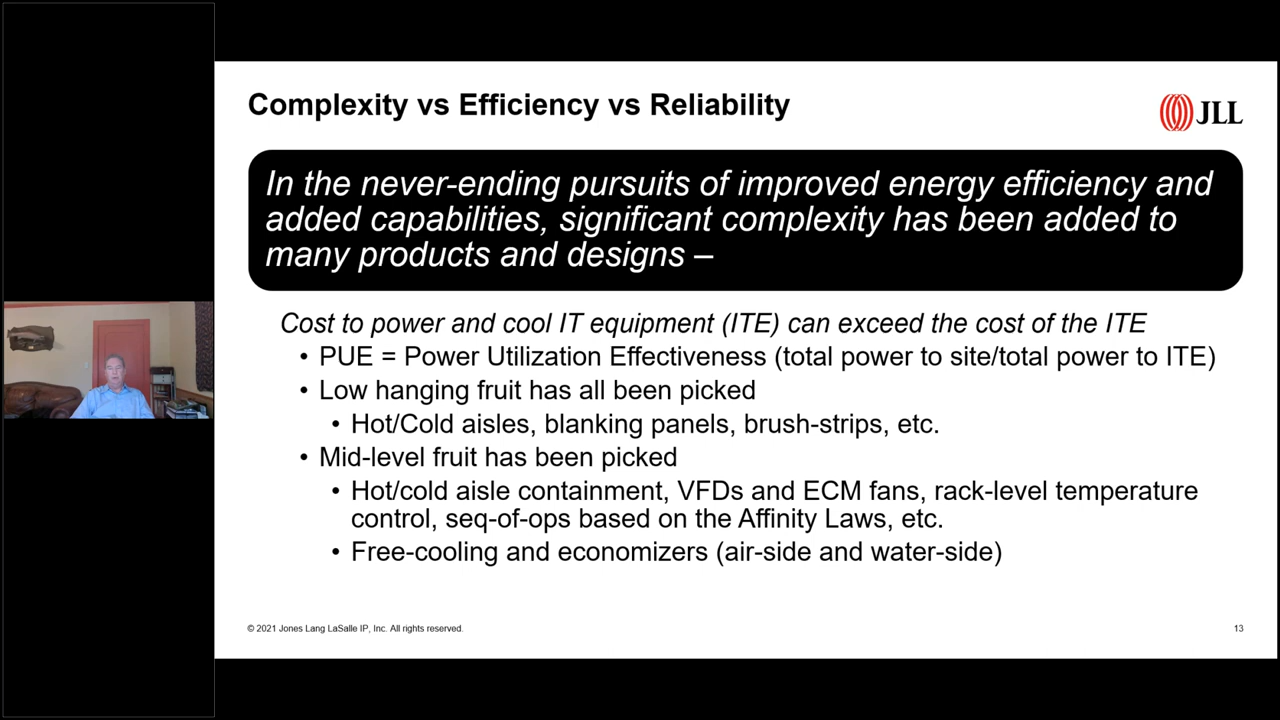 Complexity vs Efficiency vs Reliability
JLL
In the never-ending pursuits of improved energy efficiency and
added capabilities, significant complexity has been added to
many products and designs –
Cost to power and cool IT equipment (ITE) can exceed the cost of the ITE
• PUE = Power Utilization Effectiveness (total power to site/total power to ITE)
• Low hanging fruit has all been picked
• Hot/Cold aisles, blanking panels, brush-strips, etc.
• Mid-level fruit has been picked
• Hot/cold aisle containment, VFDs and ECM fans, rack-level temperature
control, seq-of-ops based on the Affinity Laws, etc.
• Free-cooling and economizers (air-side and water-side)
© 2021 Jones Lang LaSalle IP, Inc. All rights reserved.
13